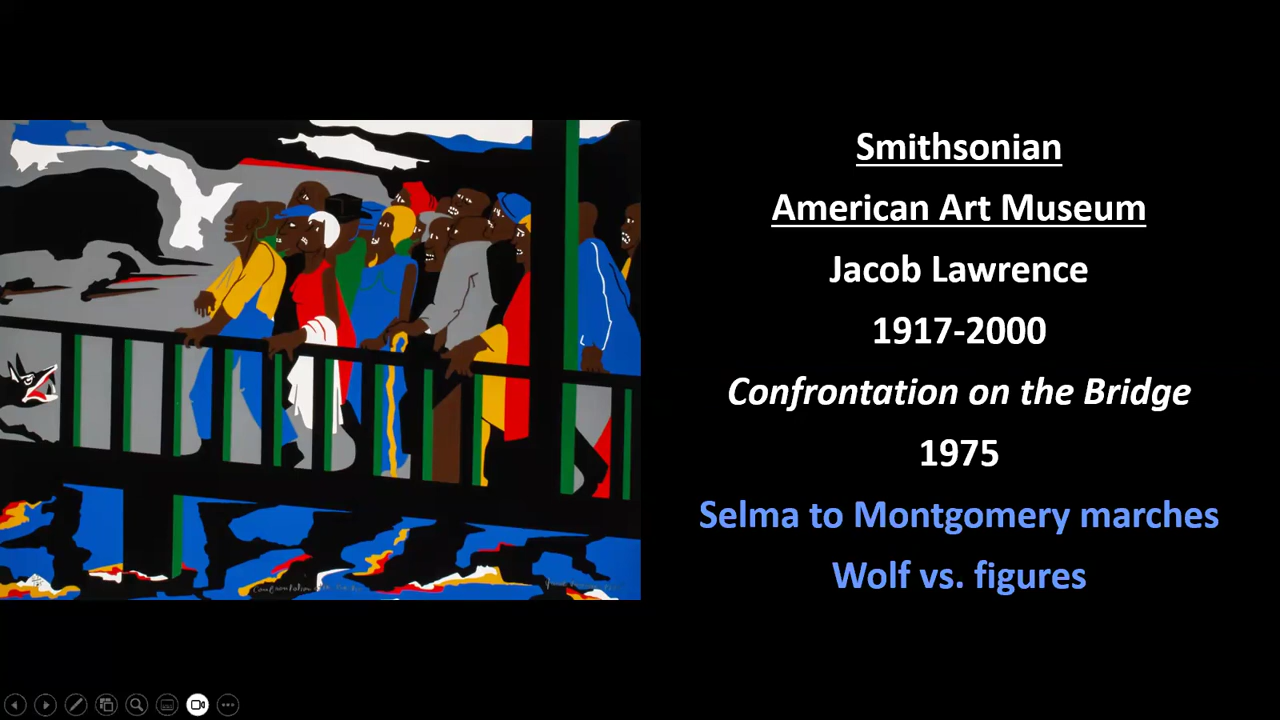 Smithsonian
American Art Museum
Jacob Lawrence
1917-2000
Confrontation on the Bridge
1975
Selma to Montgomery marches
Wolf vs. figures
Confrontation